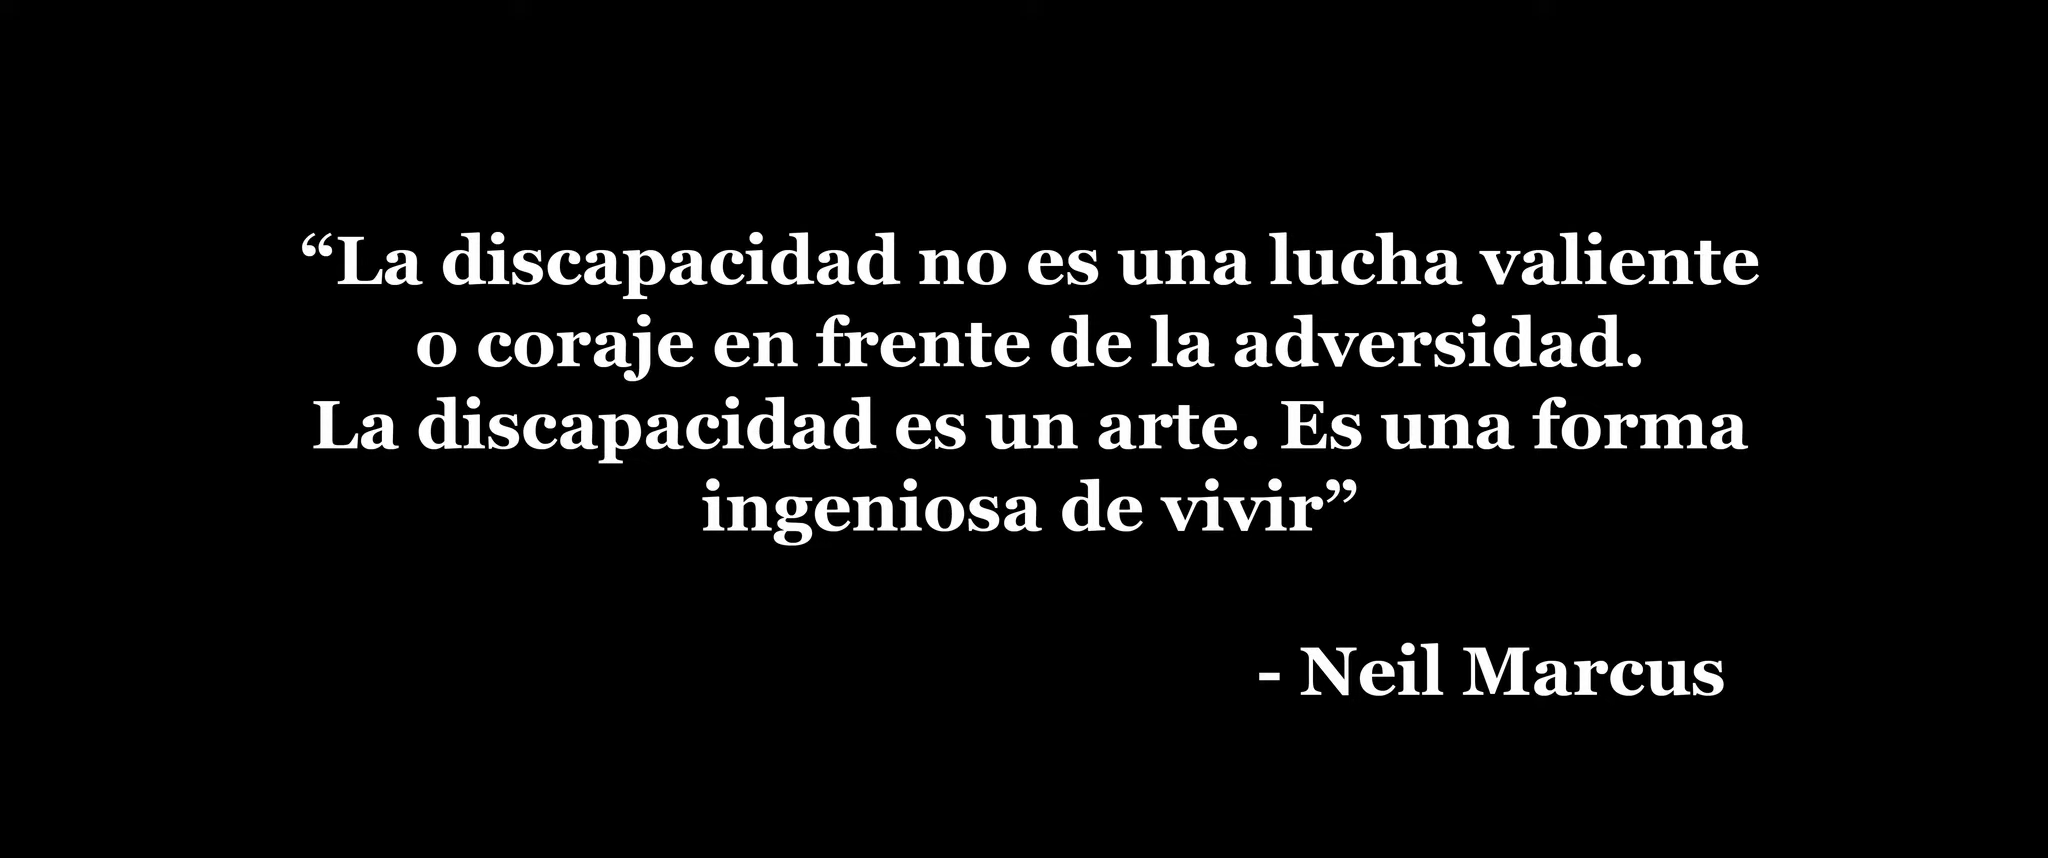 “La discapacidad no es una lucha valiente
o coraje en frente de la adversidad.
La discapacidad es un arte. Es una forma
ingeniosa de vivir”
- Neil Marcus